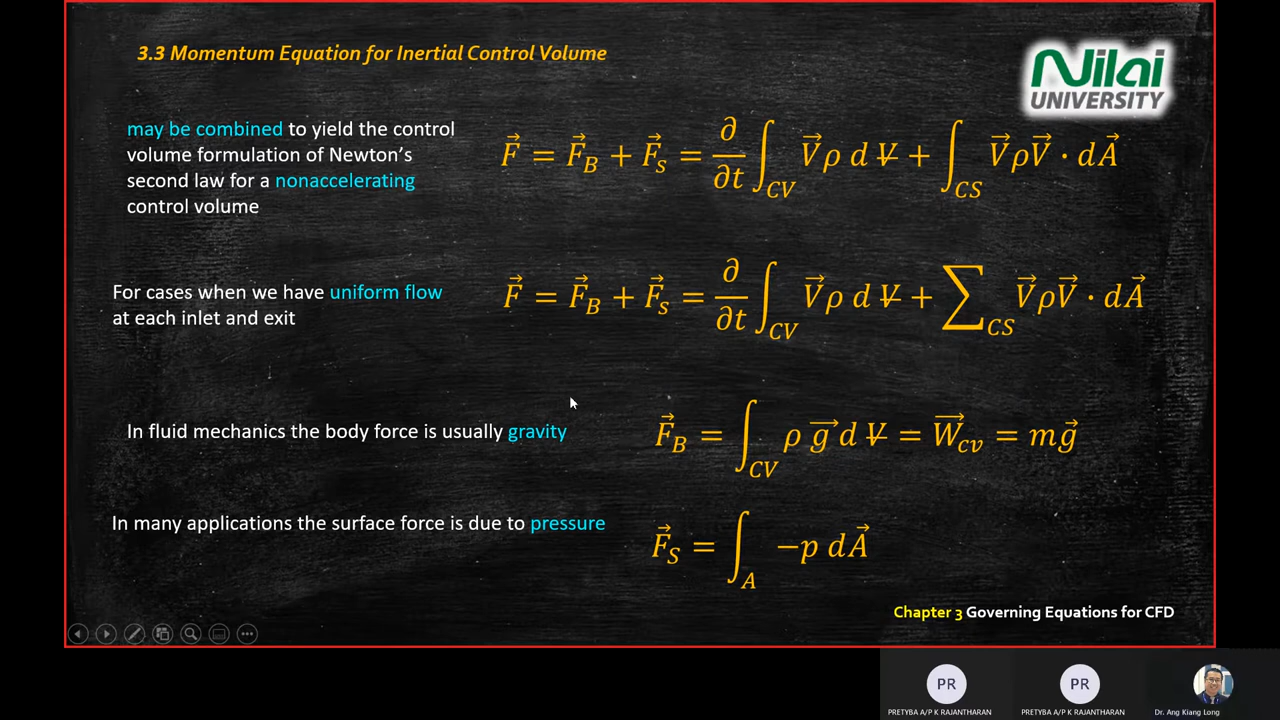 3.3 Momentum Equation for Inertial Control Volume
Nilai
UNIVERSITY
may be combined to yield the control
volume formulation of Newton's
second law for a nonaccelerating
control volume
F⃗ = F⃗_B + F⃗_s = ∂/∂t ∫_CV V⃗ρ d V̶ + ∫_CS V⃗ρV⃗ · dA⃗
For cases when we have uniform flow
at each inlet and exit
F⃗ = F⃗_B + F⃗_s = ∂/∂t ∫_CV V⃗ρ d V̶ + ∑_CS V⃗ρV⃗ · dA⃗
In fluid mechanics the body force is usually gravity
F⃗_B = ∫_CV ρ g⃗ d V̶ = W⃗_Cv = mg⃗
In many applications the surface force is due to pressure
F⃗_S = ∫_A −p dA⃗
Chapter 3 Governing Equations for CFD
PR
PRETYBA A/P K RAJANTHARAN
PR
PRETYBA A/P K RAJANTHARAN
Dr. Ang Kiang Long